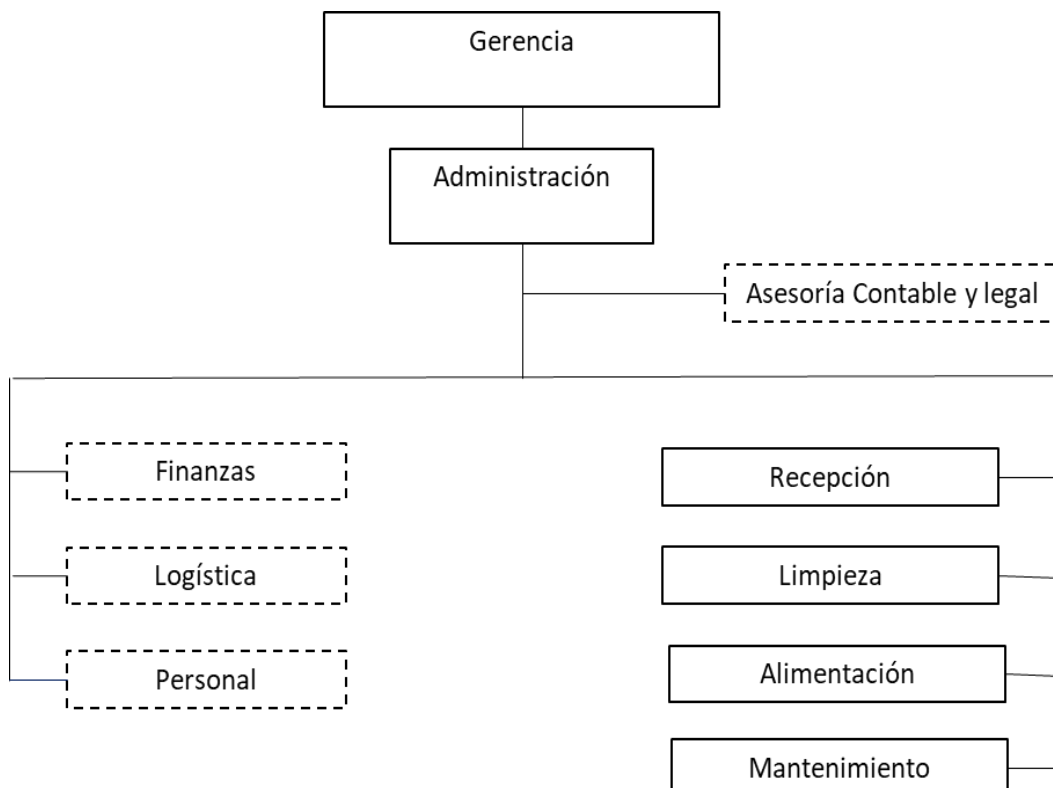 Gerencia
Administración
Asesoría Contable y legal
Finanzas
Logística
Personal
Recepción
Limpieza
Alimentación
Mantenimiento